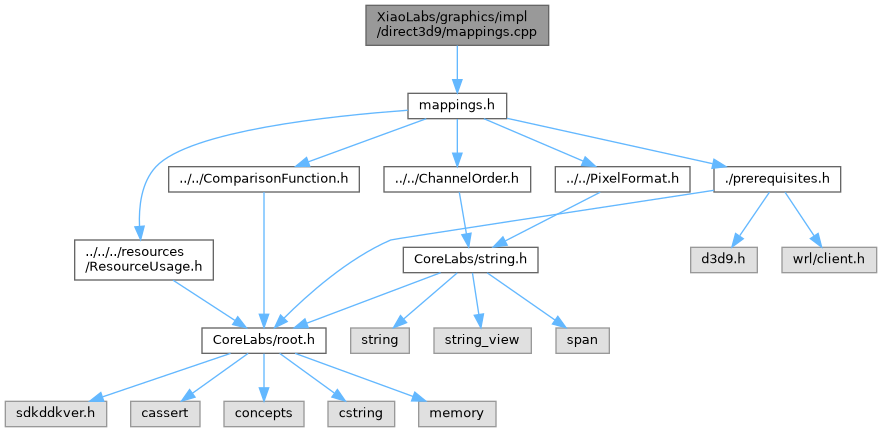 XiaoLabs/graphics/impl
/direct3d9/mappings.cpp
mappings.h
../../ComparisonFunction.h
../../ChannelOrder.h
../../PixelFormat.h
./prerequisites.h
../../../resources
/ResourceUsage.h
CoreLabs/string.h
d3d9.h
wrl/client.h
CoreLabs/root.h
string
string_view
span
sdkddkver.h
cassert
concepts
cstring
memory